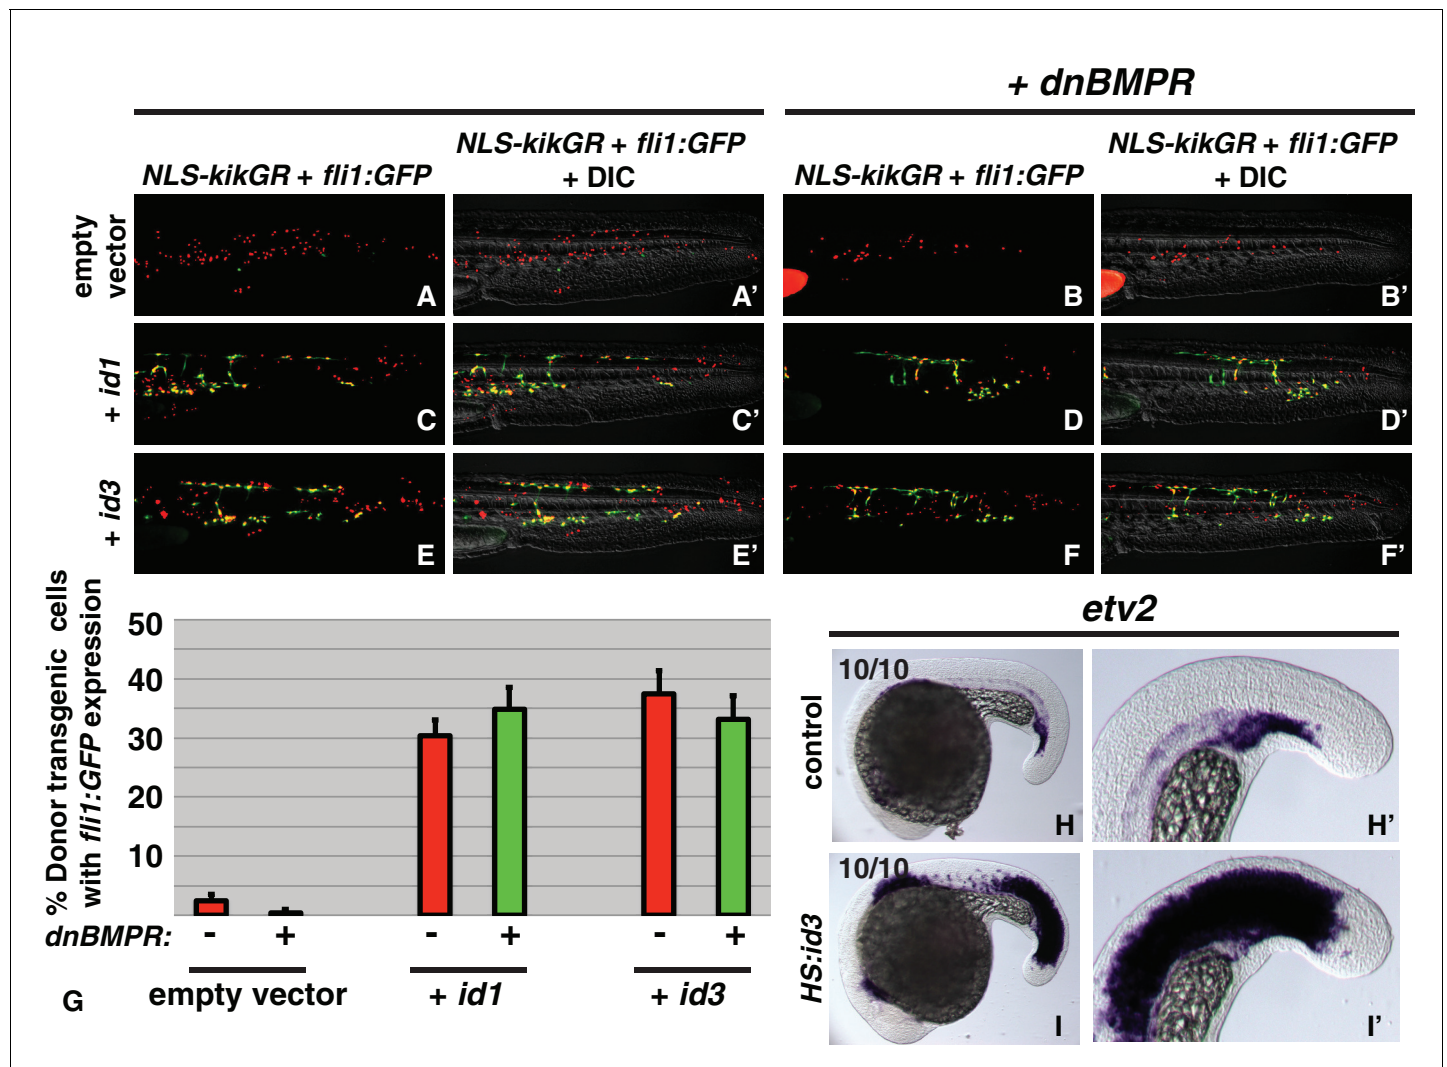 + dnBMPR
NLS-kikGR + fli1:GFP
NLS-kikGR + fli1:GFP
+ DIC
NLS-kikGR + fli1:GFP
NLS-kikGR + fli1:GFP
+ DIC
empty
vector
A
A'
B
B'
+ id1
C
C'
D
D'
+ id3
E
E'
F
F'
% Donor transgenic cells
with fli1:GFP expression
50
40
30
20
10
dnBMPR:
-
+
-
+
-
+
empty vector
+ id1
+ id3
G
etv2
control
10/10
H
H'
HS:id3
10/10
I
I'